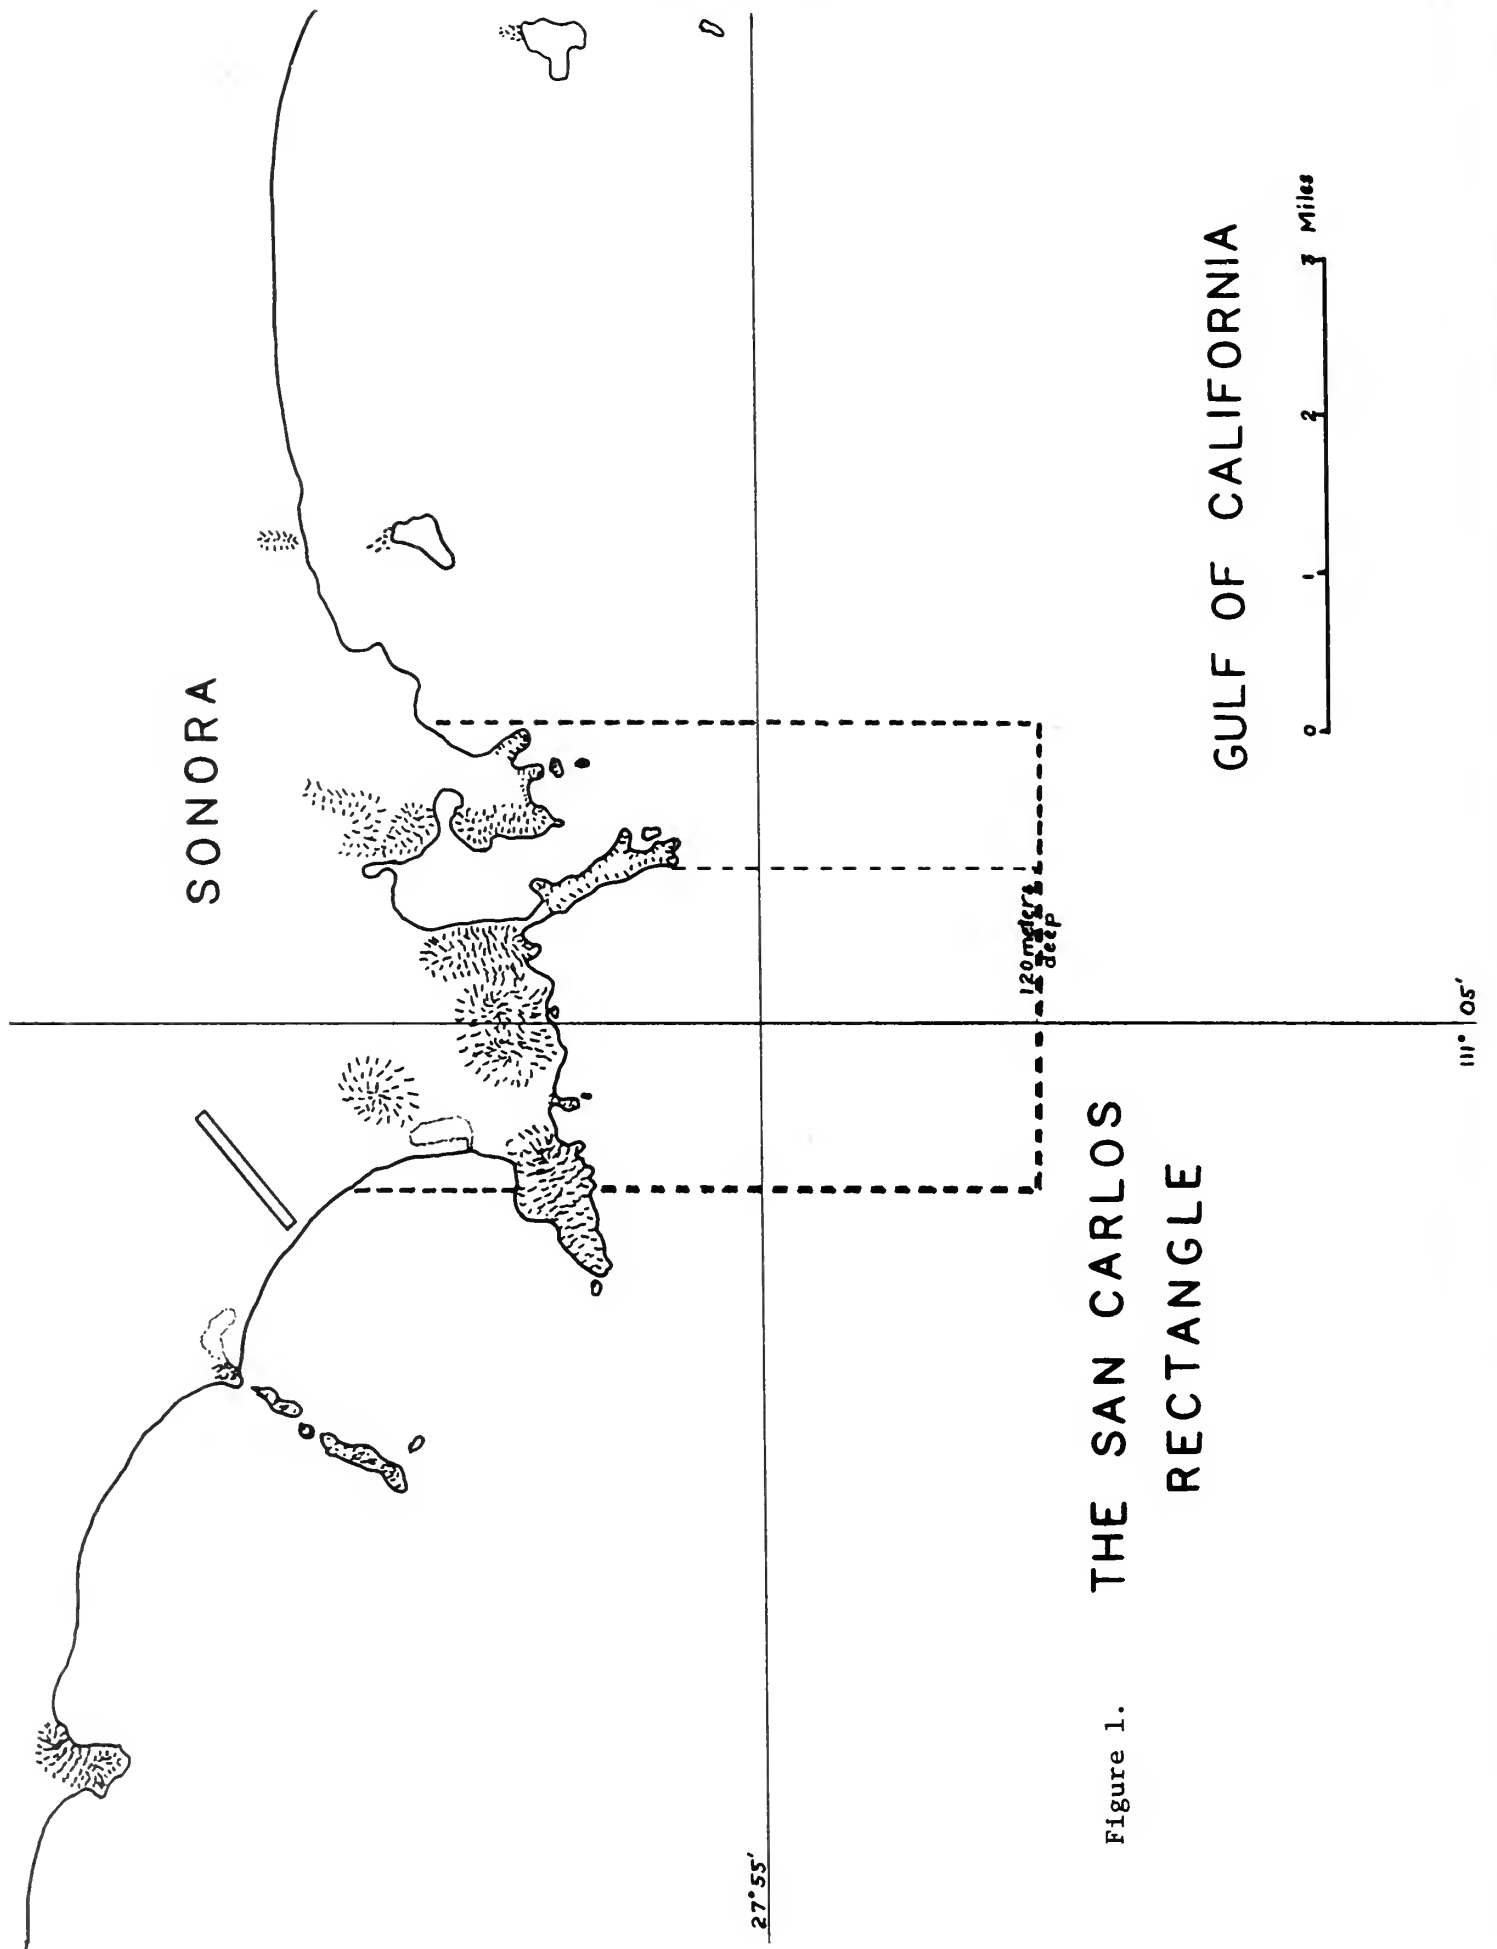 SONORA
27°55'
120 meters
deep
GULF OF CALIFORNIA
0 1 2 3 Miles
111° 05'
Figure 1. THE SAN CARLOS
RECTANGLE